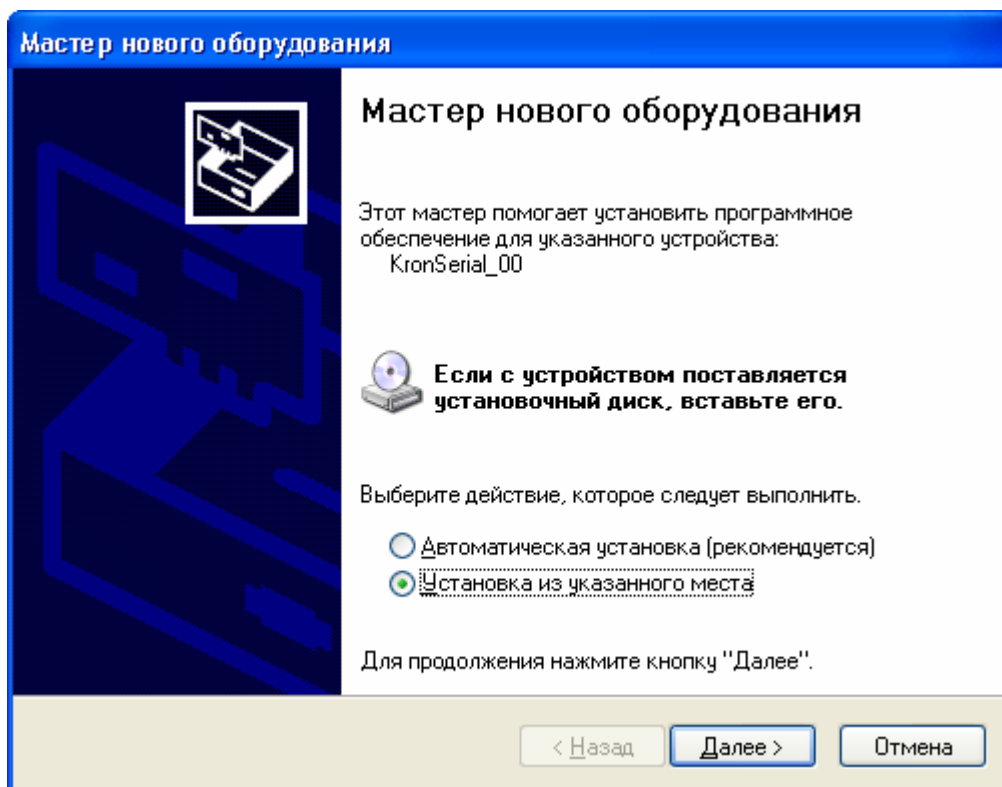 Мастер нового оборудования
Мастер нового оборудования
Этот мастер помогает установить программное
обеспечение для указанного устройства:
KronSerial_00
Если с устройством поставляется
установочный диск, вставьте его.
Выберите действие, которое следует выполнить.
Автоматическая установка (рекомендуется)
Установка из указанного места
Для продолжения нажмите кнопку "Далее".
< Назад Далее > Отмена